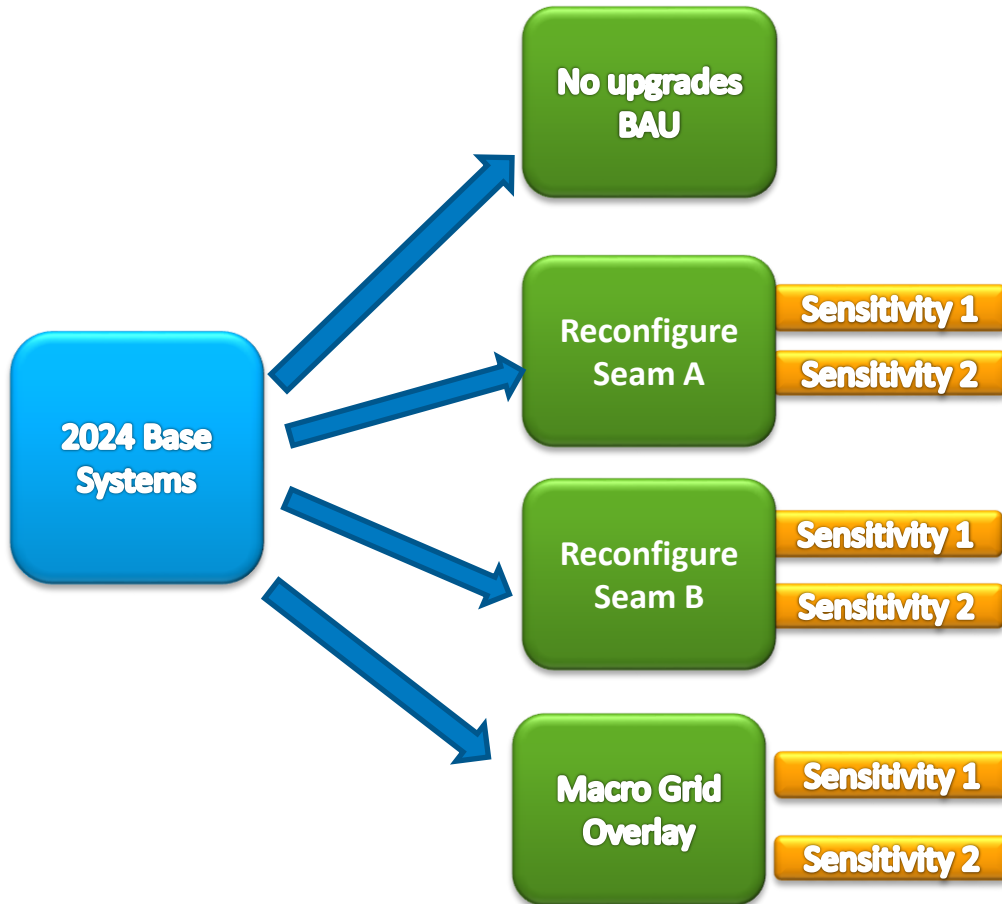 No upgrades
BAU
Sensitivity 1
Reconfigure
Seam A
Sensitivity 2
2024 Base
Systems
Sensitivity 1
Reconfigure
Seam B
Sensitivity 2
Macro Grid
Overlay
Sensitivity 1
Sensitivity 2